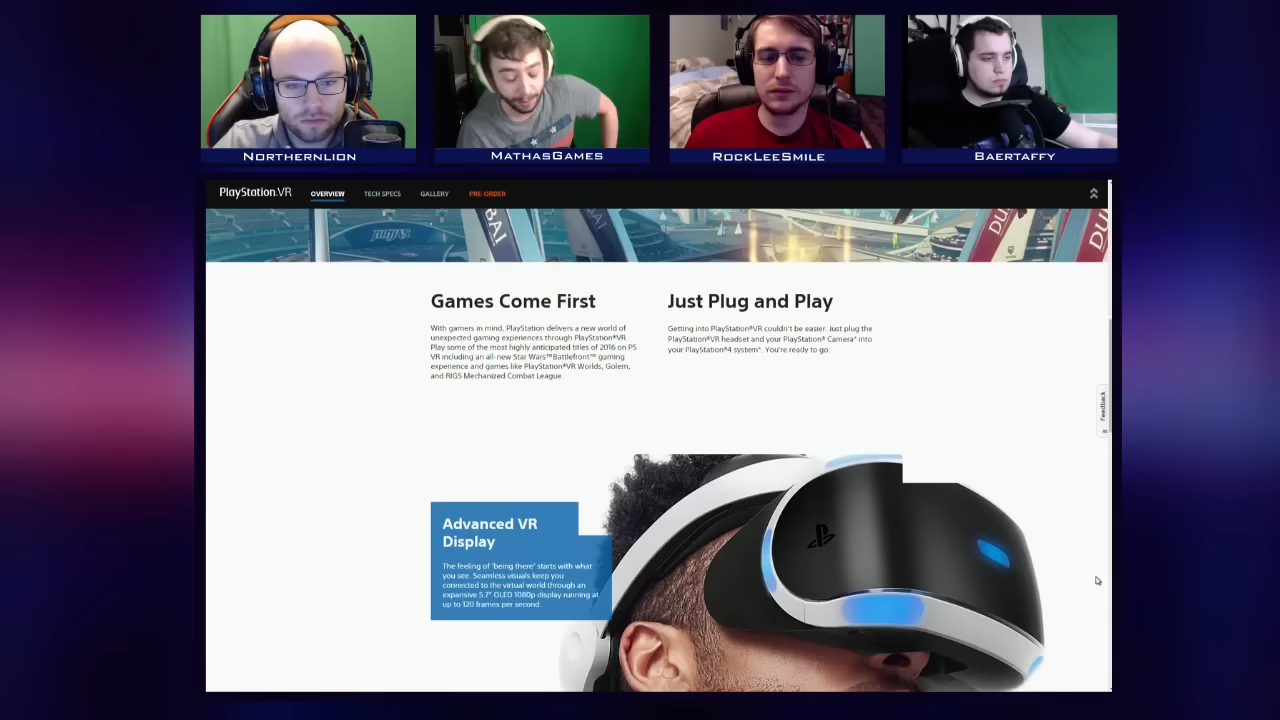 NORTHERNLION
MATHASGAMES
ROCKLEESMILE
BAERTAFFY
PlayStation.VR OVERVIEW TECH SPECS GALLERY PRE-ORDER
NINJAS
BAI
DU
DU
Games Come First
With gamers in mind, PlayStation delivers a new world of
unexpected gaming experiences through PlayStation®VR.
Play some of the most highly anticipated titles of 2016 on PS
VR including an all-new Star Wars™Battlefront™ gaming
experience and games like PlayStation®VR Worlds, Golem,
and RIGS Mechanized Combat League.
Just Plug and Play
Getting into PlayStation®VR couldn't be easier. Just plug the
PlayStation®VR headset and your PlayStation® Camera* into
your PlayStation®4 system*. You're ready to go
Feedback
Advanced VR
Display
The feeling of 'being there' starts with what
you see. Seamless visuals keep you
connected to the virtual world through an
expansive 5.7" OLED 1080p display running at
up to 120 frames per second.